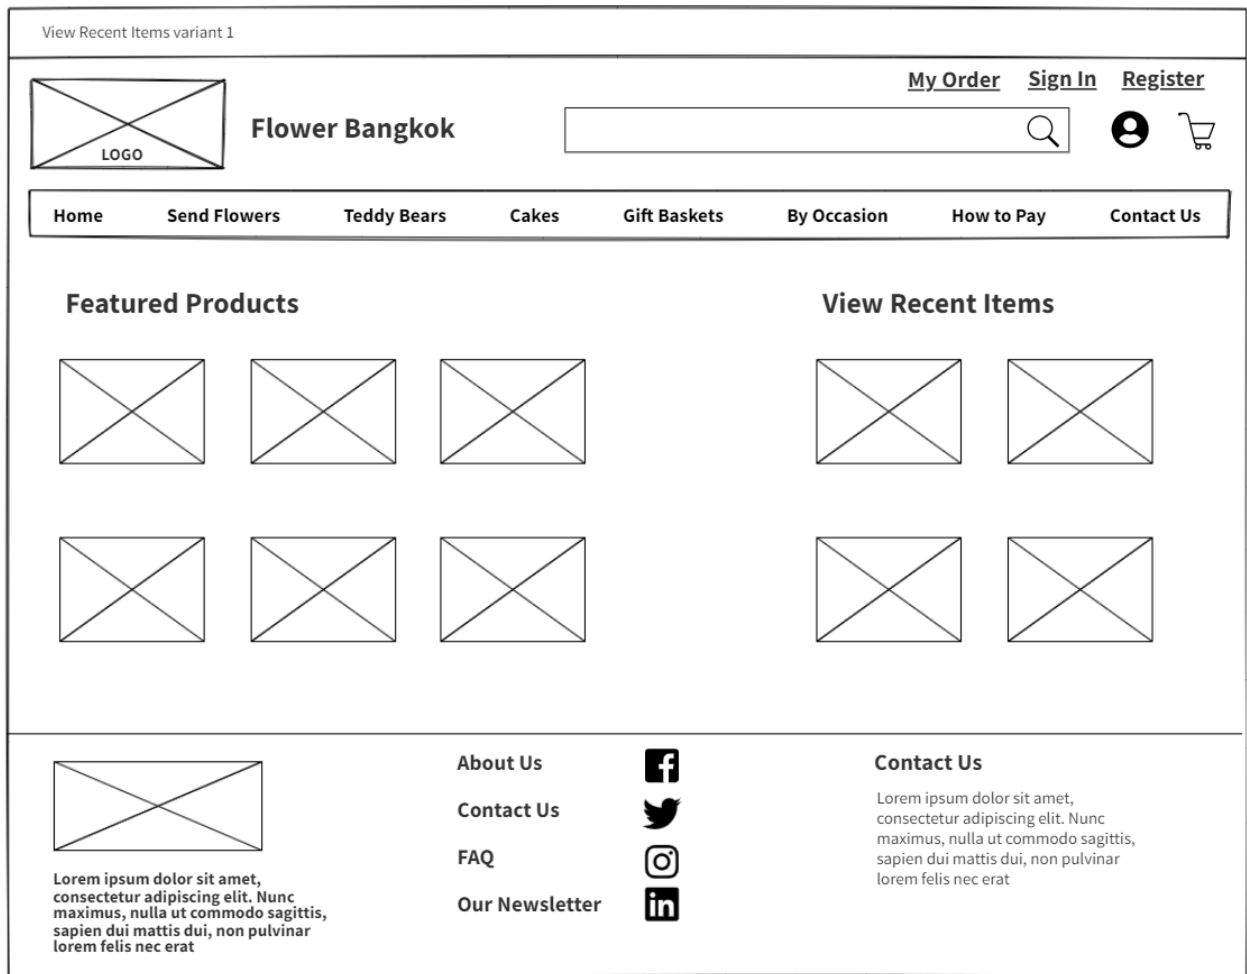 View Recent Items variant 1
My Order Sign In Register
LOGO
Flower Bangkok
Home Send Flowers Teddy Bears Cakes Gift Baskets By Occasion How to Pay Contact Us
Featured Products
View Recent Items
Lorem ipsum dolor sit amet,
consectetur adipiscing elit. Nunc
maximus, nulla ut commodo sagittis,
sapien dui mattis dui, non pulvinar
lorem felis nec erat
About Us
Contact Us
FAQ
Our Newsletter
Contact Us
Lorem ipsum dolor sit amet,
consectetur adipiscing elit. Nunc
maximus, nulla ut commodo sagittis,
sapien dui mattis dui, non pulvinar
lorem felis nec erat